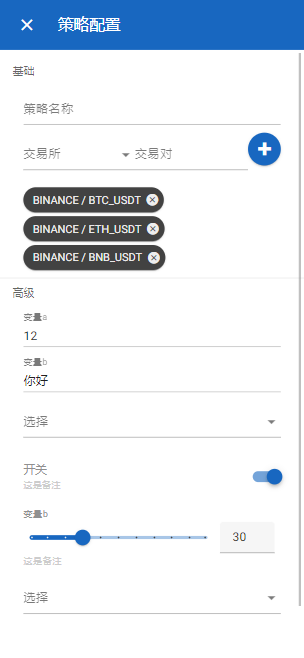 策略配置
基础
策略名称
交易所 交易对
BINANCE / BTC_USDT
BINANCE / ETH_USDT
BINANCE / BNB_USDT
高级
变量a
12
变量b
你好
选择
开关
这是备注
变量b
30
这是备注
选择